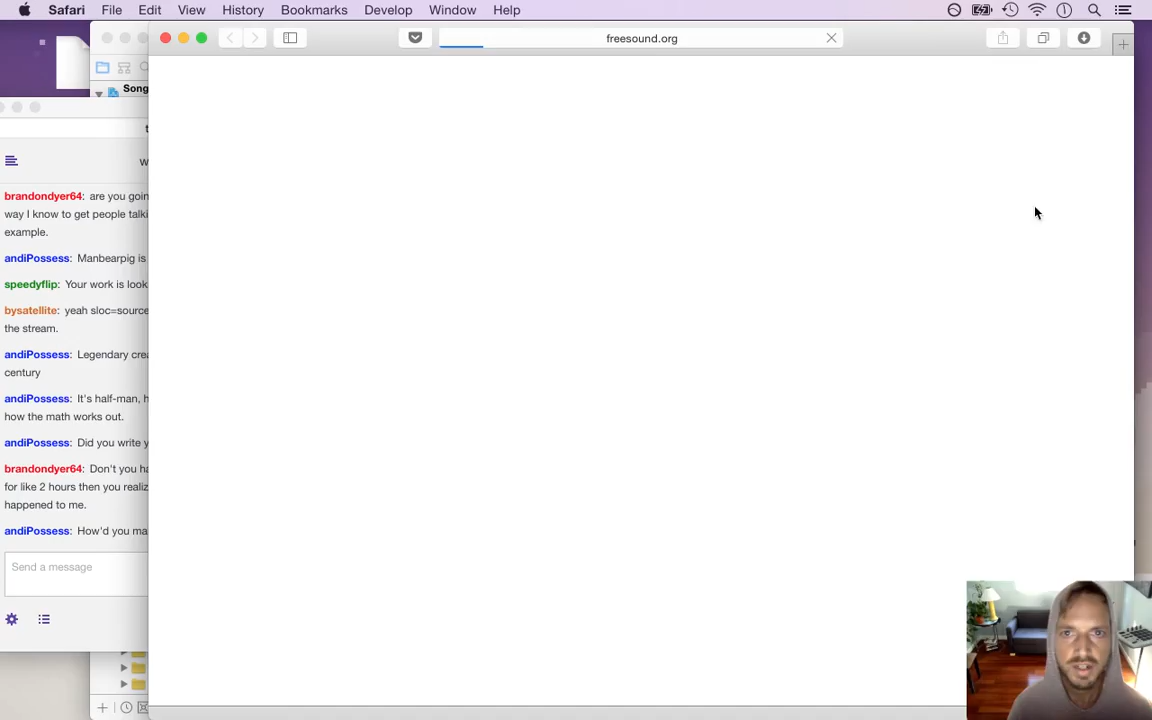 Safari File Edit View History Bookmarks Develop Window Help
freesound.org
Song
t
w
brandondyer64: are you goin
way I know to get people talki
example.
andiPossess: Manbearpig is
speedyflip: Your work is look
bysatellite: yeah sloc=source
the stream.
andiPossess: Legendary crea
century
andiPossess: It's half-man, h
how the math works out.
andiPossess: Did you write y
brandondyer64: Don't you ha
for like 2 hours then you realiz
happened to me.
andiPossess: How'd you ma
Send a message